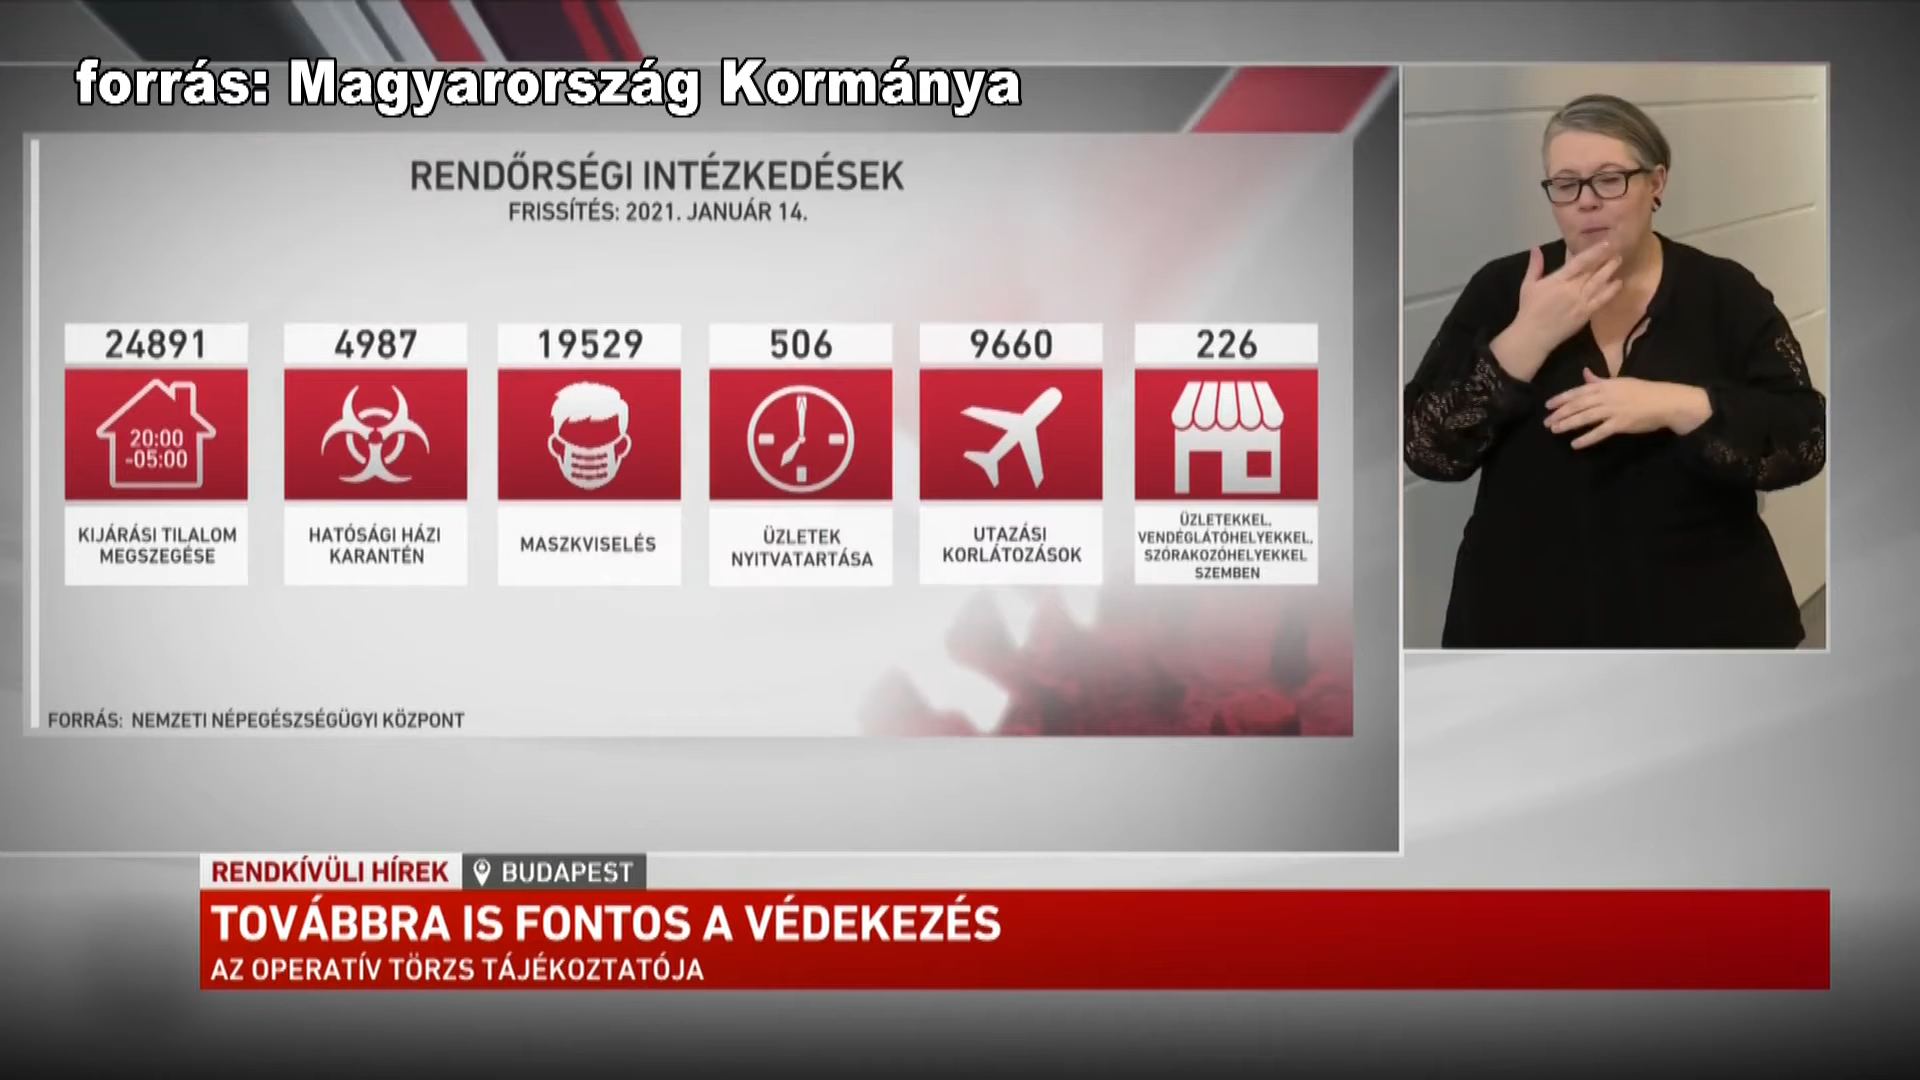 forrás: Magyarország Kormánya
RENDŐRSÉGI INTÉZKEDÉSEK
FRISSÍTÉS: 2021. JANUÁR 14.
24891
20:00
-05:00
KIJÁRÁSI TILALOM
MEGSZEGÉSE
4987
HATÓSÁGI HÁZI
KARANTÉN
19529
MASZKVISELÉS
506
ÜZLETEK
NYITVATARTÁSA
9660
UTAZÁSI
KORLÁTOZÁSOK
226
ÜZLETEKKEL,
VENDÉGLÁTÓHELYEKKEL,
SZÓRAKOZÓHELYEKKEL
SZEMBEN
FORRÁS: NEMZETI NÉPEGÉSZSÉGÜGYI KÖZPONT
RENDKÍVÜLI HÍREK BUDAPEST
TOVÁBBRA IS FONTOS A VÉDEKEZÉS
AZ OPERATÍV TÖRZS TÁJÉKOZTATÓJA